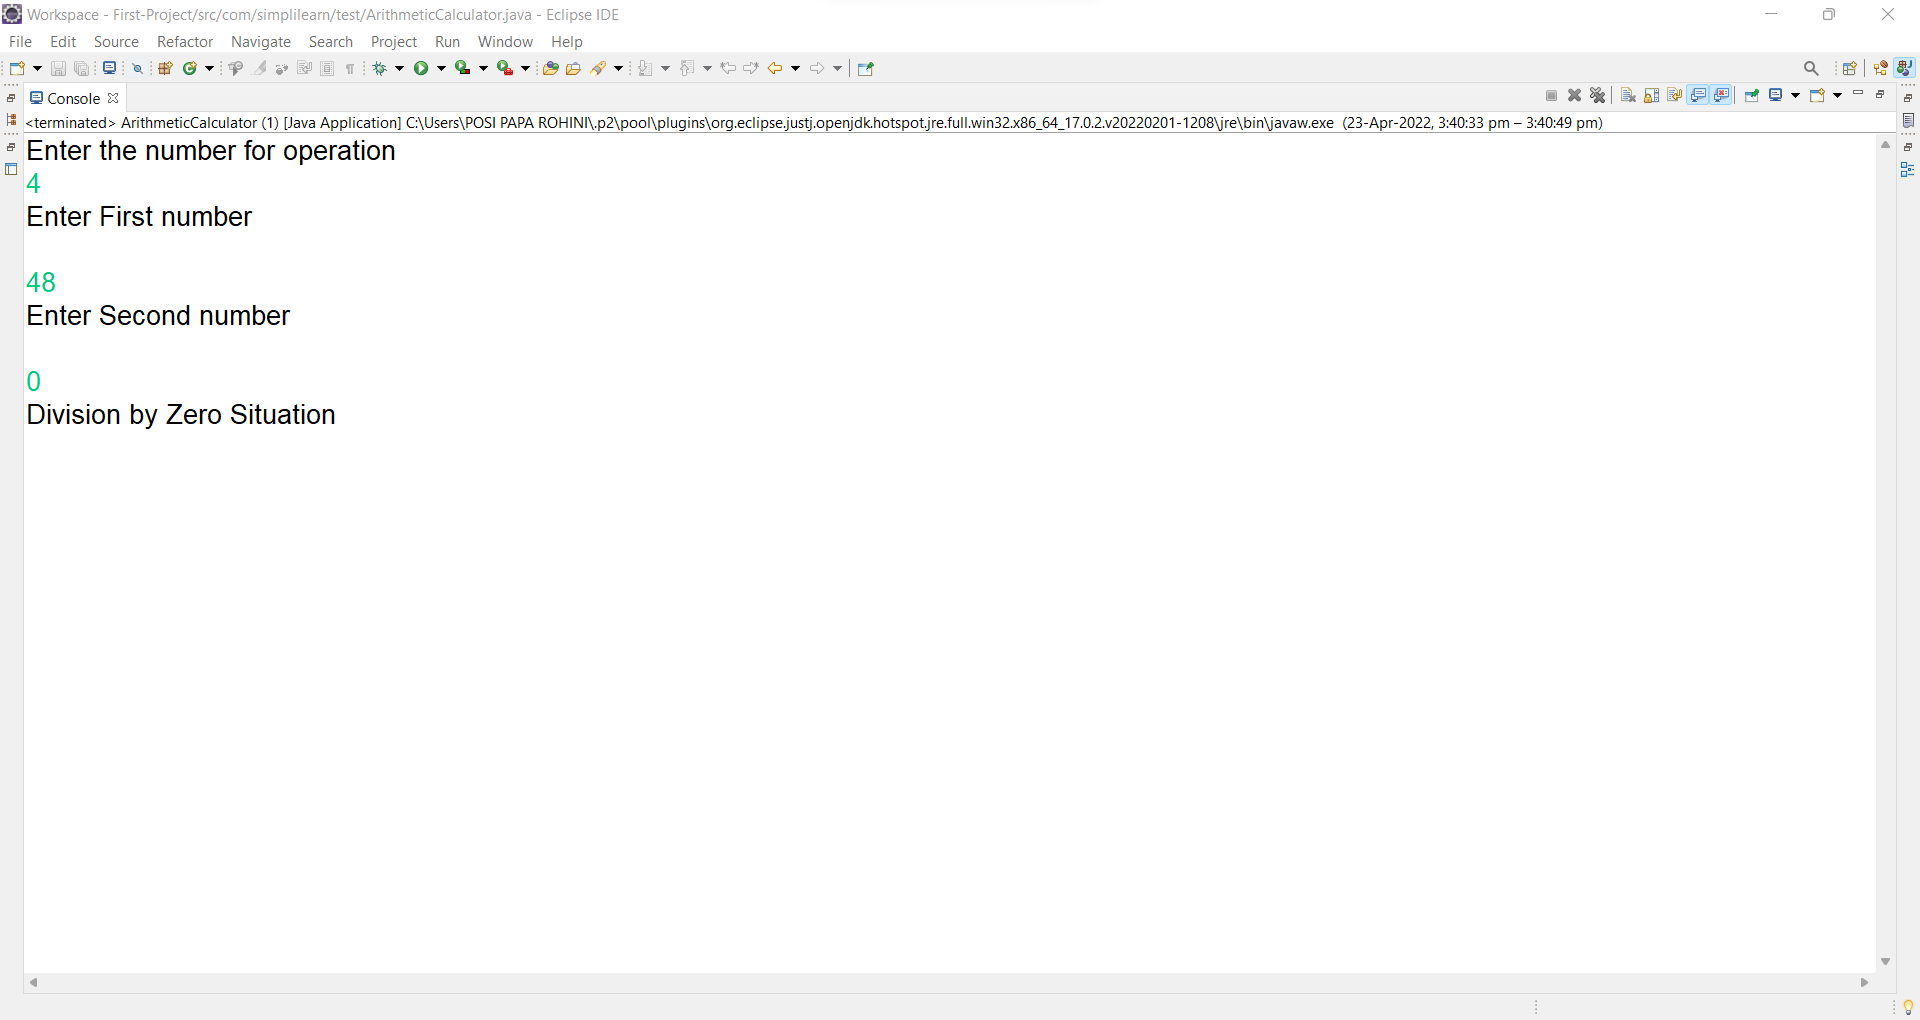 Workspace - First-Project/src/com/simplilearn/test/ArithmeticCalculator.java - Eclipse IDE
File Edit Source Refactor Navigate Search Project Run Window Help
Console
<terminated> ArithmeticCalculator (1) [Java Application] C:\Users\POSI PAPA ROHINI\.p2\pool\plugins\org.eclipse.justj.openjdk.hotspot.jre.full.win32.x86_64_17.0.2.v20220201-1208\jre\bin\javaw.exe (23-Apr-2022, 3:40:33 pm – 3:40:49 pm)
Enter the number for operation
4
Enter First number
48
Enter Second number
0
Division by Zero Situation